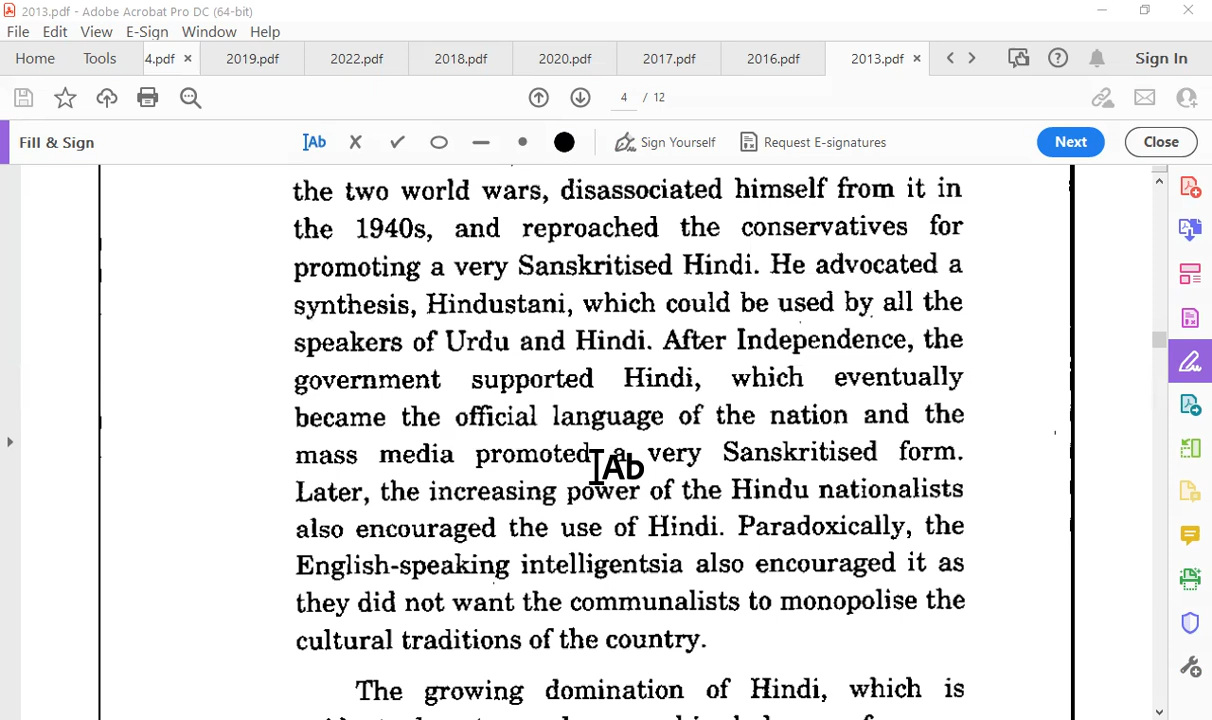 2013.pdf - Adobe Acrobat Pro DC (64-bit)
File Edit View E-Sign Window Help
Home Tools 4.pdf × 2019.pdf 2022.pdf 2018.pdf 2020.pdf 2017.pdf 2016.pdf 2013.pdf × Sign In
4 / 12
Fill & Sign Ab Sign Yourself Request E-signatures Next Close
the two world wars, disassociated himself from it in
the 1940s, and reproached the conservatives for
promoting a very Sanskritised Hindi. He advocated a
synthesis, Hindustani, which could be used by all the
speakers of Urdu and Hindi. After Independence, the
government supported Hindi, which eventually
became the official language of the nation and the
mass media promoted a very Sanskritised form.
Ab
Later, the increasing power of the Hindu nationalists
also encouraged the use of Hindi. Paradoxically, the
English-speaking intelligentsia also encouraged it as
they did not want the communalists to monopolise the
cultural traditions of the country.
The growing domination of Hindi, which is